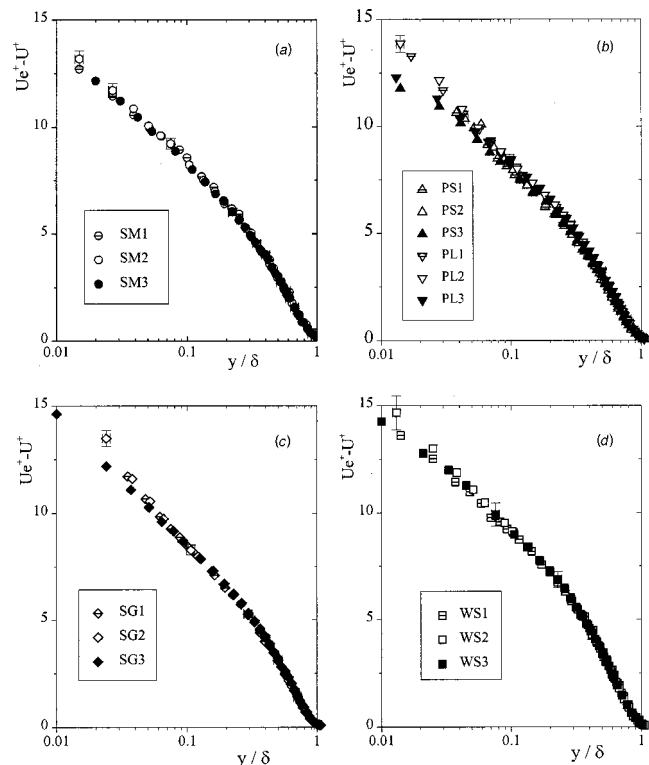 (a)
Ue⁺-U⁺
15
10
5
0
SM1
SM2
SM3
0.01 0.1 1
y / δ
(b)
Ue⁺-U⁺
15
10
5
0
PS1
PS2
PS3
PL1
PL2
PL3
0.01 0.1 1
y / δ
(c)
Ue⁺-U⁺
15
10
5
0
SG1
SG2
SG3
0.01 0.1 1
y / δ
(d)
Ue⁺-U⁺
15
10
5
0
WS1
WS2
WS3
0.01 0.1 1
y / δ